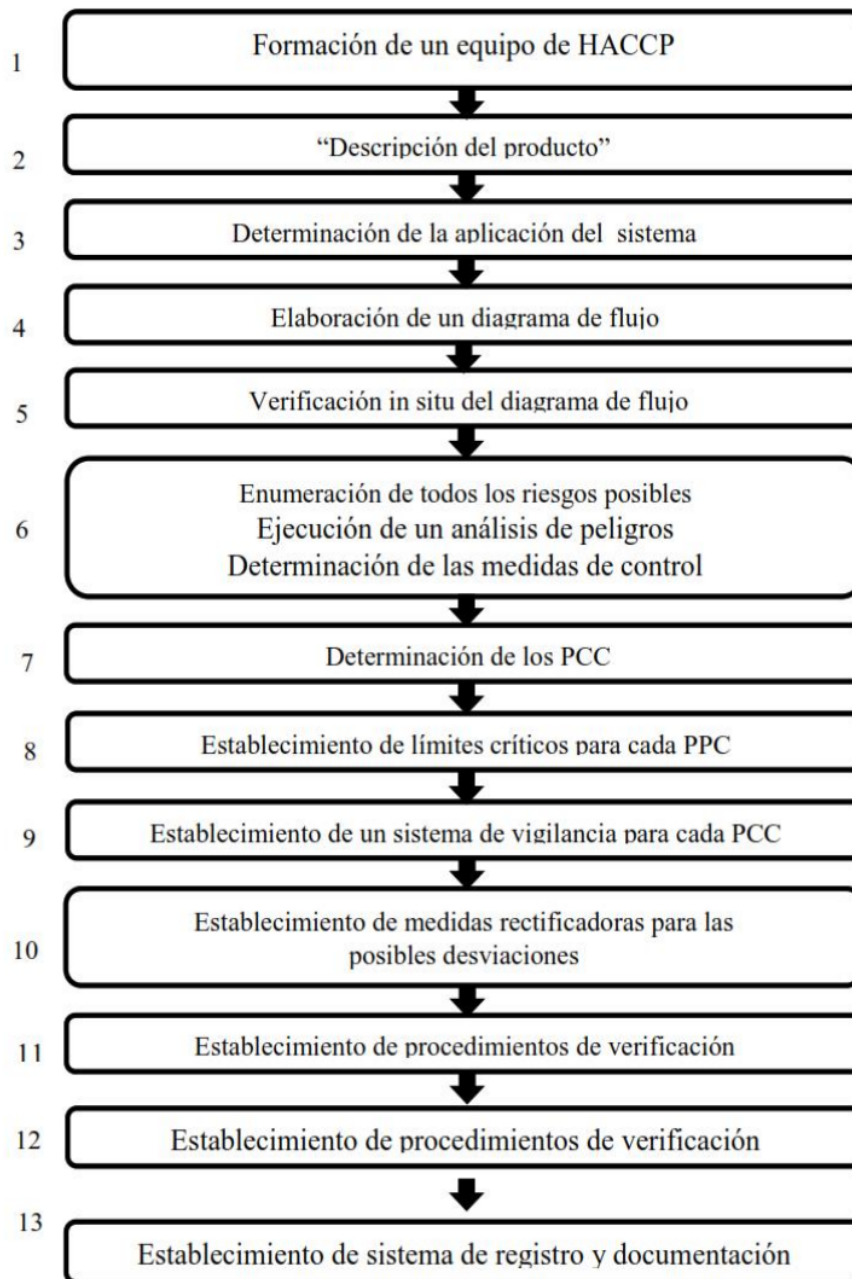 1 Formación de un equipo de HACCP
2 “Descripción del producto”
3 Determinación de la aplicación del sistema
4 Elaboración de un diagrama de flujo
5 Verificación in situ del diagrama de flujo
Enumeración de todos los riesgos posibles
6 Ejecución de un análisis de peligros
Determinación de las medidas de control
7 Determinación de los PCC
8 Establecimiento de límites críticos para cada PPC
9 Establecimiento de un sistema de vigilancia para cada PCC
10 Establecimiento de medidas rectificadoras para las
posibles desviaciones
11 Establecimiento de procedimientos de verificación
12 Establecimiento de procedimientos de verificación
13
Establecimiento de sistema de registro y documentación